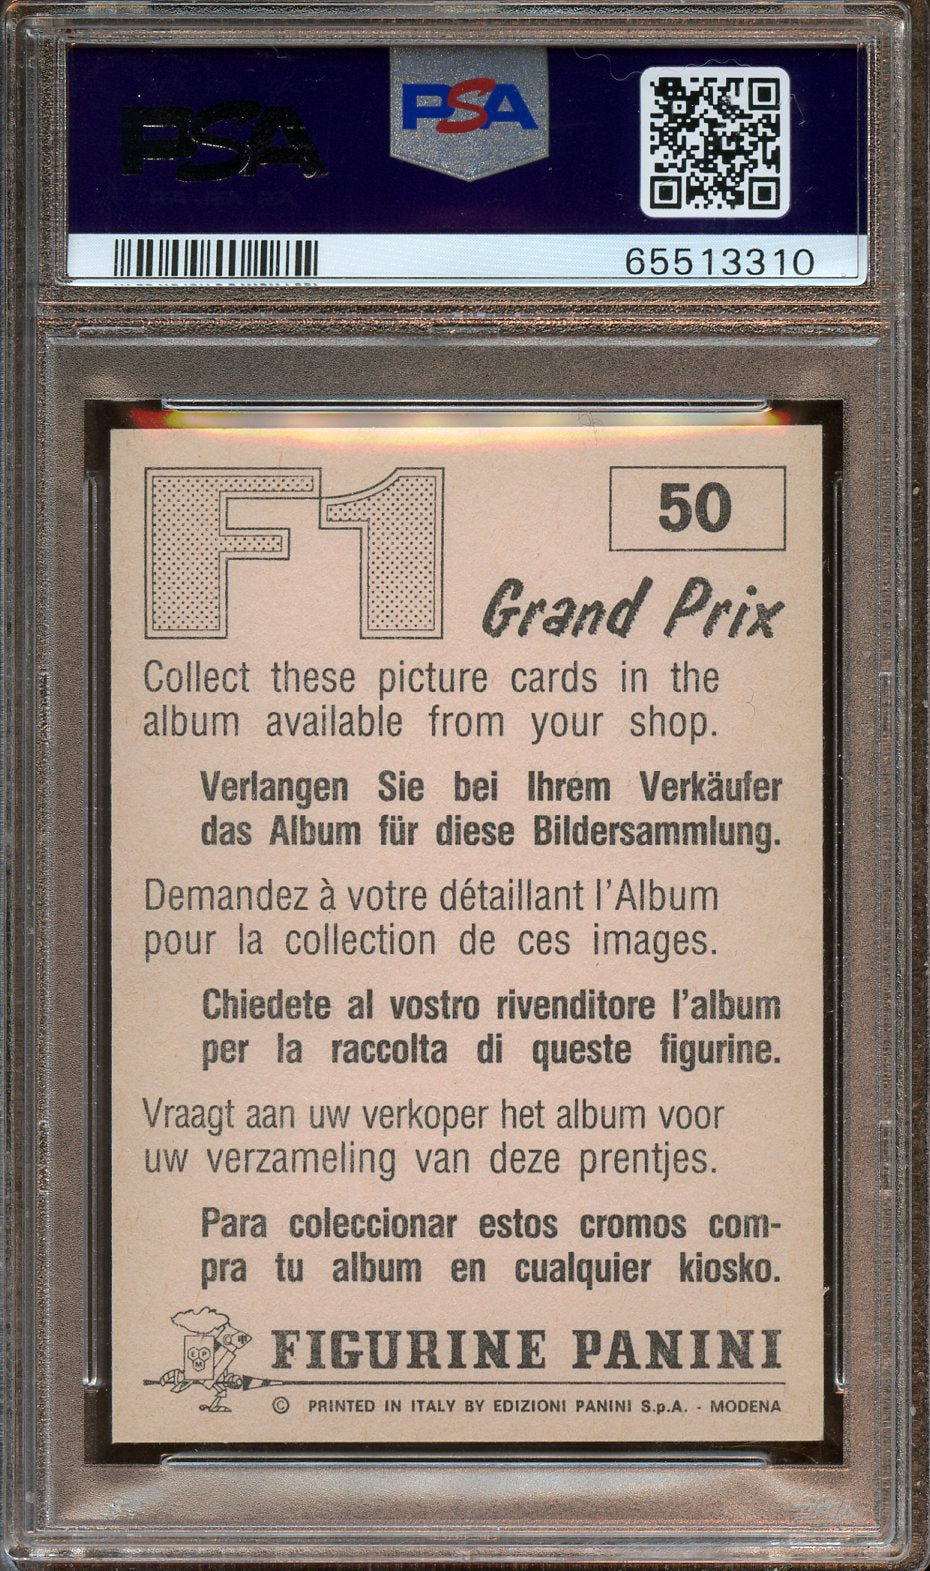 PSA
PSA
65513310
F1
50
Grand Prix
Collect these picture cards in the
album available from your shop.
Verlangen Sie bei Ihrem Verkäufer
das Album für diese Bildersammlung.
Demandez à votre détaillant l'Album
pour la collection de ces images.
Chiedete al vostro rivenditore l'album
per la raccolta di queste figurine.
Vraagt aan uw verkoper het album voor
uw verzameling van deze prentjes.
Para coleccionar estos cromos com-
pra tu album en cualquier kiosko.
FIGURINE PANINI
© PRINTED IN ITALY BY EDIZIONI PANINI S.p.A. - MODENA